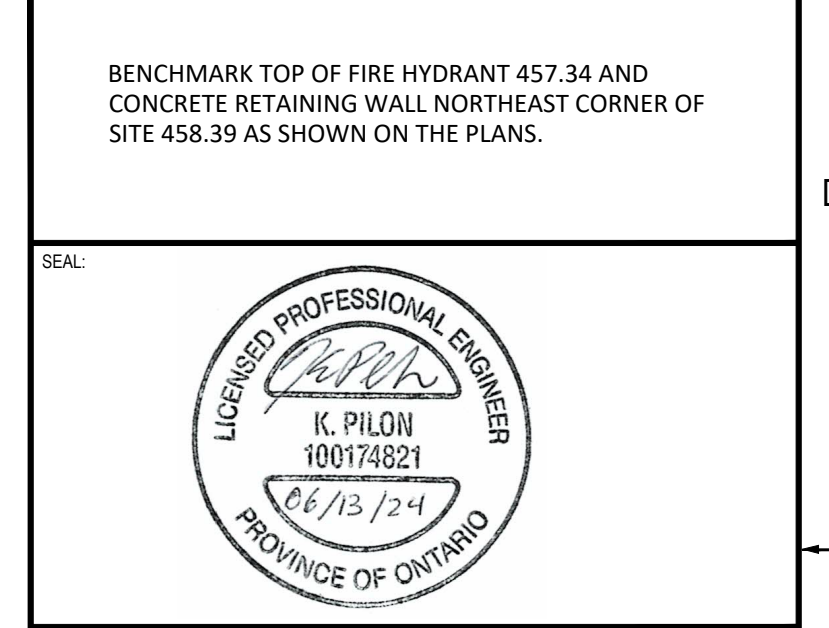 BENCHMARK TOP OF FIRE HYDRANT 457.34 AND
CONCRETE RETAINING WALL NORTHEAST CORNER OF
SITE 458.39 AS SHOWN ON THE PLANS.
SEAL:
LICENSED PROFESSIONAL ENGINEER
K. PILON
100174821
06/13/24
PROVINCE OF ONTARIO